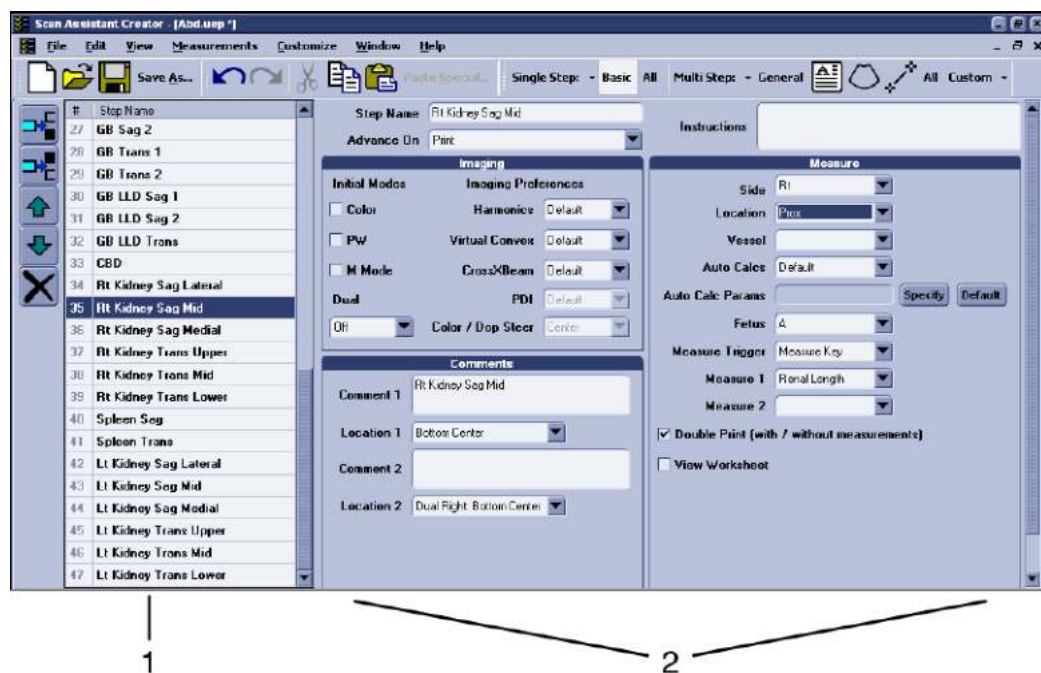 Scan Assistant Creator - [Abd.uep *]
File Edit View Measurements Customize Window Help
Save As... Paste Special... Single Step: - Basic All Multi Step: - General All Custom -
# Step Name
27 GB Sag 2
28 GB Trans 1
29 GB Trans 2
30 GB LLD Sag 1
31 GB LLD Sag 2
32 GB LLD Trans
33 CBD
34 Rt Kidney Sag Lateral
35 Rt Kidney Sag Mid
36 Rt Kidney Sag Medial
37 Rt Kidney Trans Upper
38 Rt Kidney Trans Mid
39 Rt Kidney Trans Lower
40 Spleen Sag
41 Spleen Trans
42 Lt Kidney Sag Lateral
43 Lt Kidney Sag Mid
44 Lt Kidney Sag Medial
45 Lt Kidney Trans Upper
46 Lt Kidney Trans Mid
47 Lt Kidney Trans Lower
Step Name Rt Kidney Sag Mid
Advance On Print
Instructions
Imaging
Initial Modes Imaging Preferences
Color Harmonics Default
PW Virtual Convex Default
M Mode CrossXBeam Default
Dual PDI Default
Off Color / Dop Steer Center
Comments
Comment 1 Rt Kidney Sag Mid
Location 1 Bottom Center
Comment 2
Location 2 Dual Right: Bottom Center
Measure
Side Rt
Location Prox
Vessel
Auto Calcs Default
Auto Calc Params Specify Default
Fetus A
Measure Trigger Measure Key
Measure 1 Renal Length
Measure 2
Double Print (with / without measurements)
View Worksheet
1 2